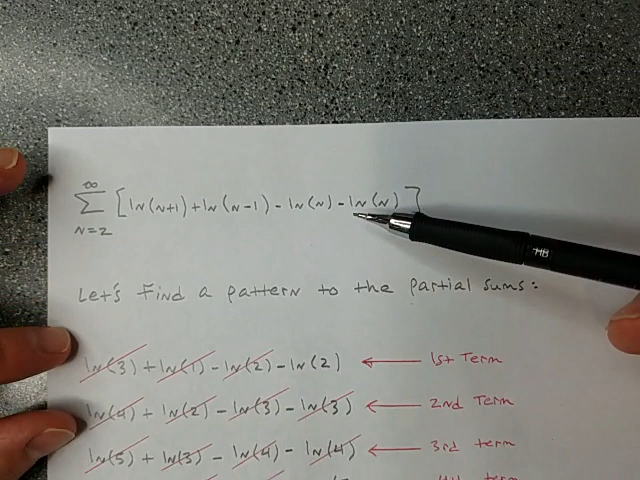 ∞
∑ [ln(n+1)+ln(n-1)-ln(n)-ln(n)]
n=2
HB
Let's find a pattern to the partial sums:
ln(3)+ln(1)-ln(2)-ln(2) ← 1st Term
ln(4)+ln(2)-ln(3)-ln(3) ← 2nd Term
ln(5)+ln(3)-ln(4)-ln(4) ← 3rd term
term